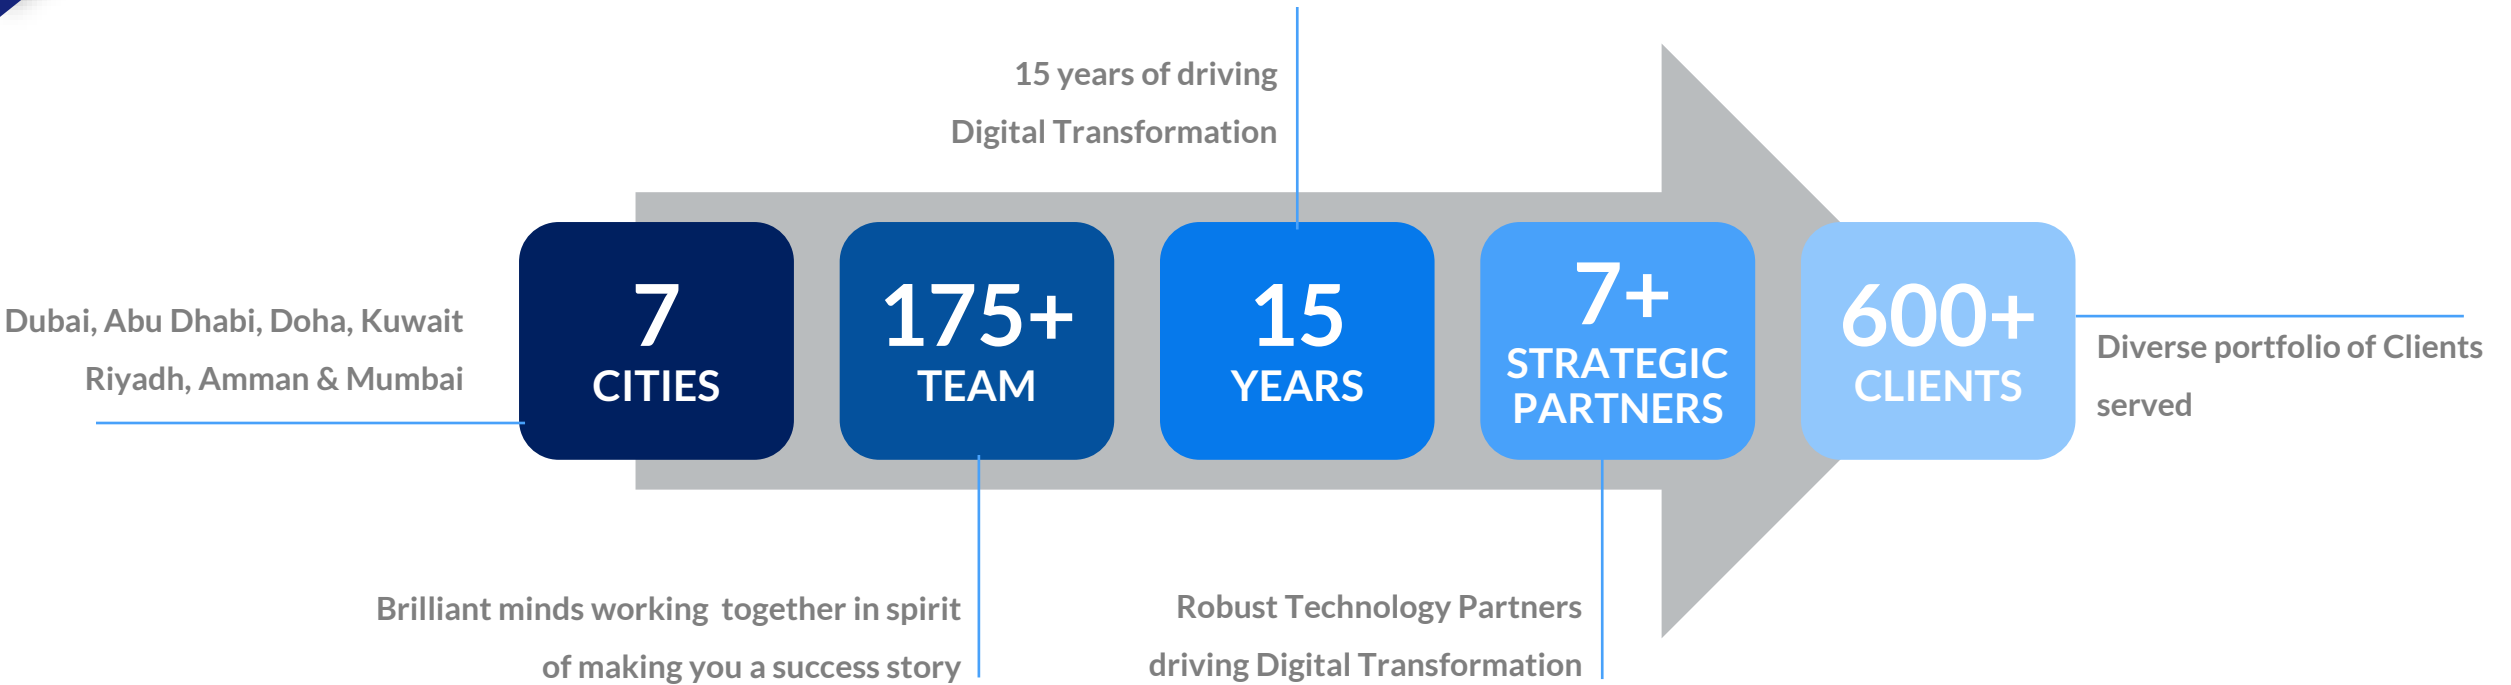 15 years of driving
Digital Transformation
Dubai, Abu Dhabi, Doha, Kuwait
Riyadh, Amman & Mumbai
7
CITIES
175+
TEAM
15
YEARS
7+
STRATEGIC
PARTNERS
600+
CLIENTS
Diverse portfolio of Clients
served
Brilliant minds working  together in spirit
of making you a success story
Robust Technology Partners
driving Digital Transformation